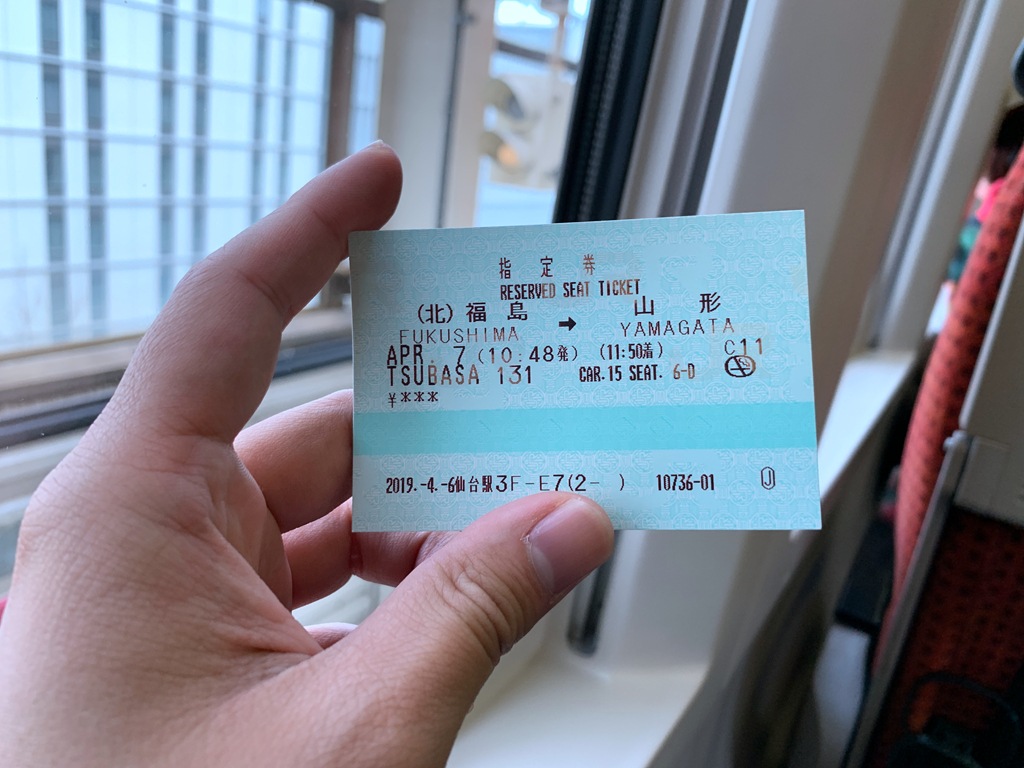 指 定 券
RESERVED SEAT TICKET
(北) 福 島 → 山 形
FUKUSHIMA YAMAGATA
APR. 7 (10:48発) (11:50着) C11
TSUBASA 131 CAR.15 SEAT. 6-D
¥***
2019.-4.-6仙台駅3F-E7(2- ) 10736-01 Ⓙ